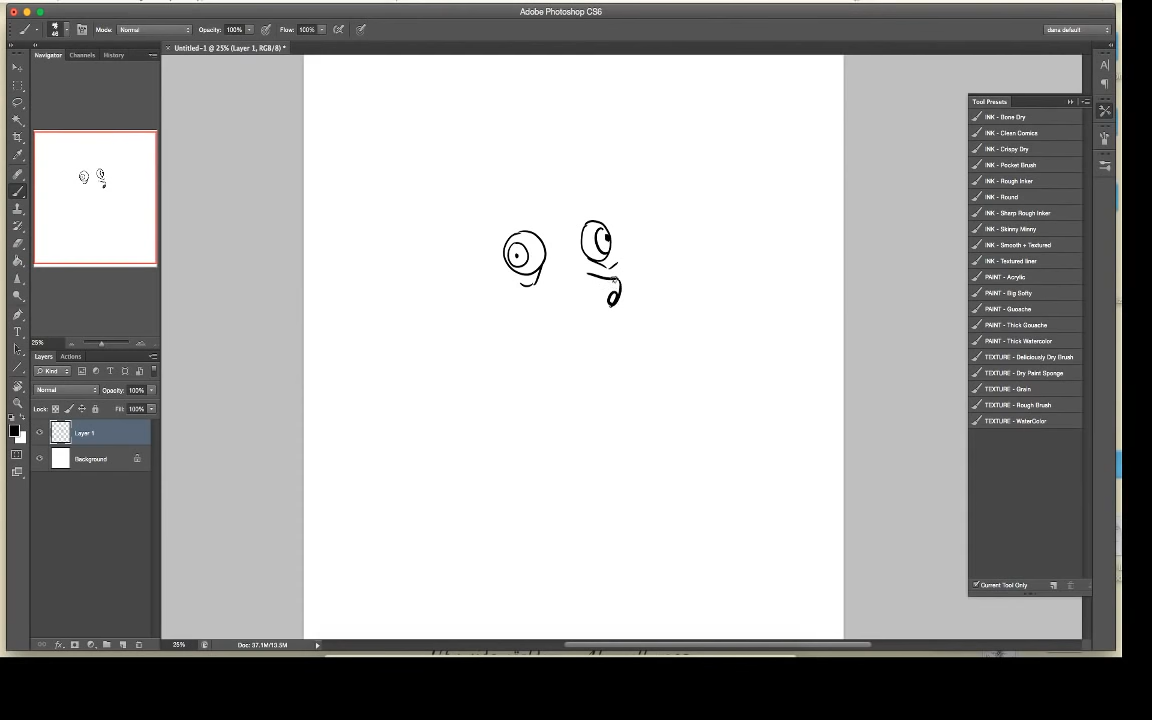 Adobe Photoshop CS6
46
Mode: Normal
Opacity: 100%
Flow: 100%
dana default
Untitled-1 @ 25% (Layer 1, RGB/8) *
Navigator
Channels
History
25%
Layers
Actions
Kind
Normal
Opacity: 100%
Lock:
Fill: 100%
Layer 1
Background
25%
Doc: 37.1M/13.5M
Tool Presets
INK - Bone Dry
INK - Clean Comics
INK - Crispy Dry
INK - Pocket Brush
INK - Rough Inker
INK - Round
INK - Sharp Rough Inker
INK - Skinny Minny
INK - Smooth + Textured
INK - Textured liner
PAINT - Acrylic
PAINT - Big Softy
PAINT - Guoache
PAINT - Thick Gouache
PAINT - Thick Watercolor
TEXTURE - Deliciously Dry Brush
TEXTURE - Dry Paint Sponge
TEXTURE - Grain
TEXTURE - Rough Brush
TEXTURE - WaterColor
Current Tool Only